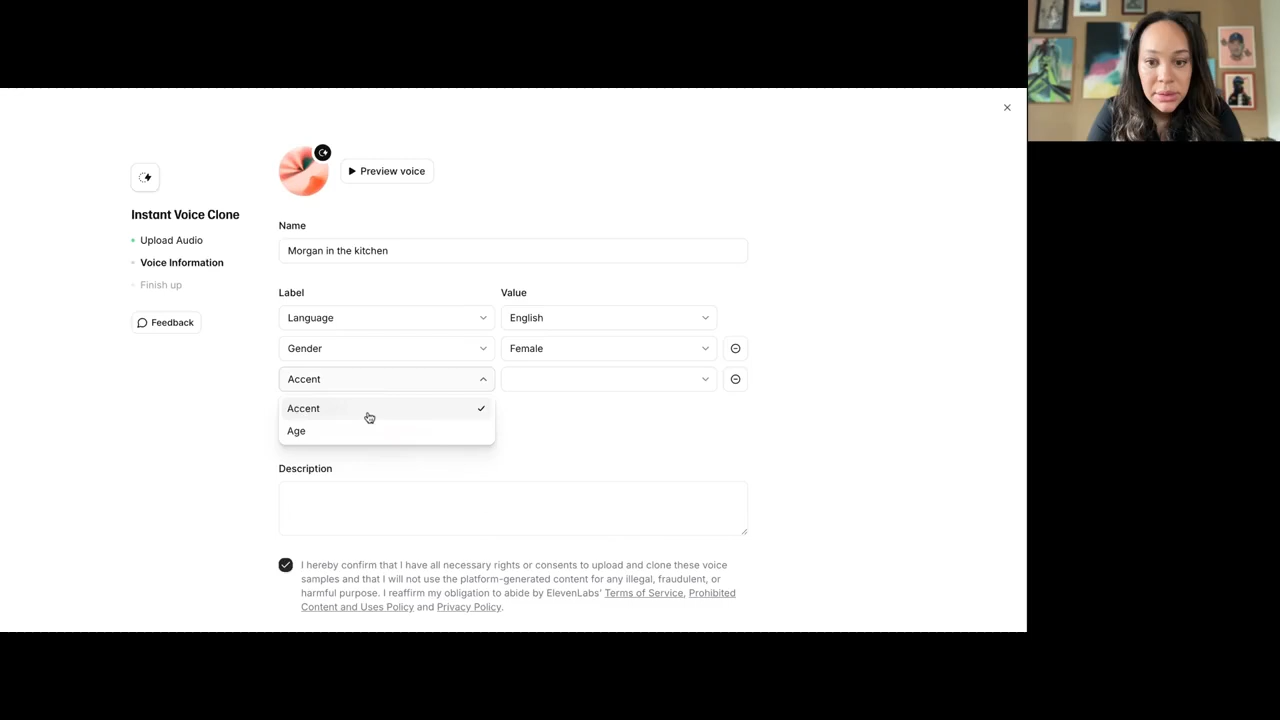 Preview voice
Instant Voice Clone
Upload Audio
Voice Information
Finish up
Feedback
Name
Morgan in the kitchen
Label Value
Language English
Gender Female
Accent
Accent
Age
Description
I hereby confirm that I have all necessary rights or consents to upload and clone these voice
samples and that I will not use the platform-generated content for any illegal, fraudulent, or
harmful purpose. I reaffirm my obligation to abide by ElevenLabs’ Terms of Service, Prohibited
Content and Uses Policy and Privacy Policy.